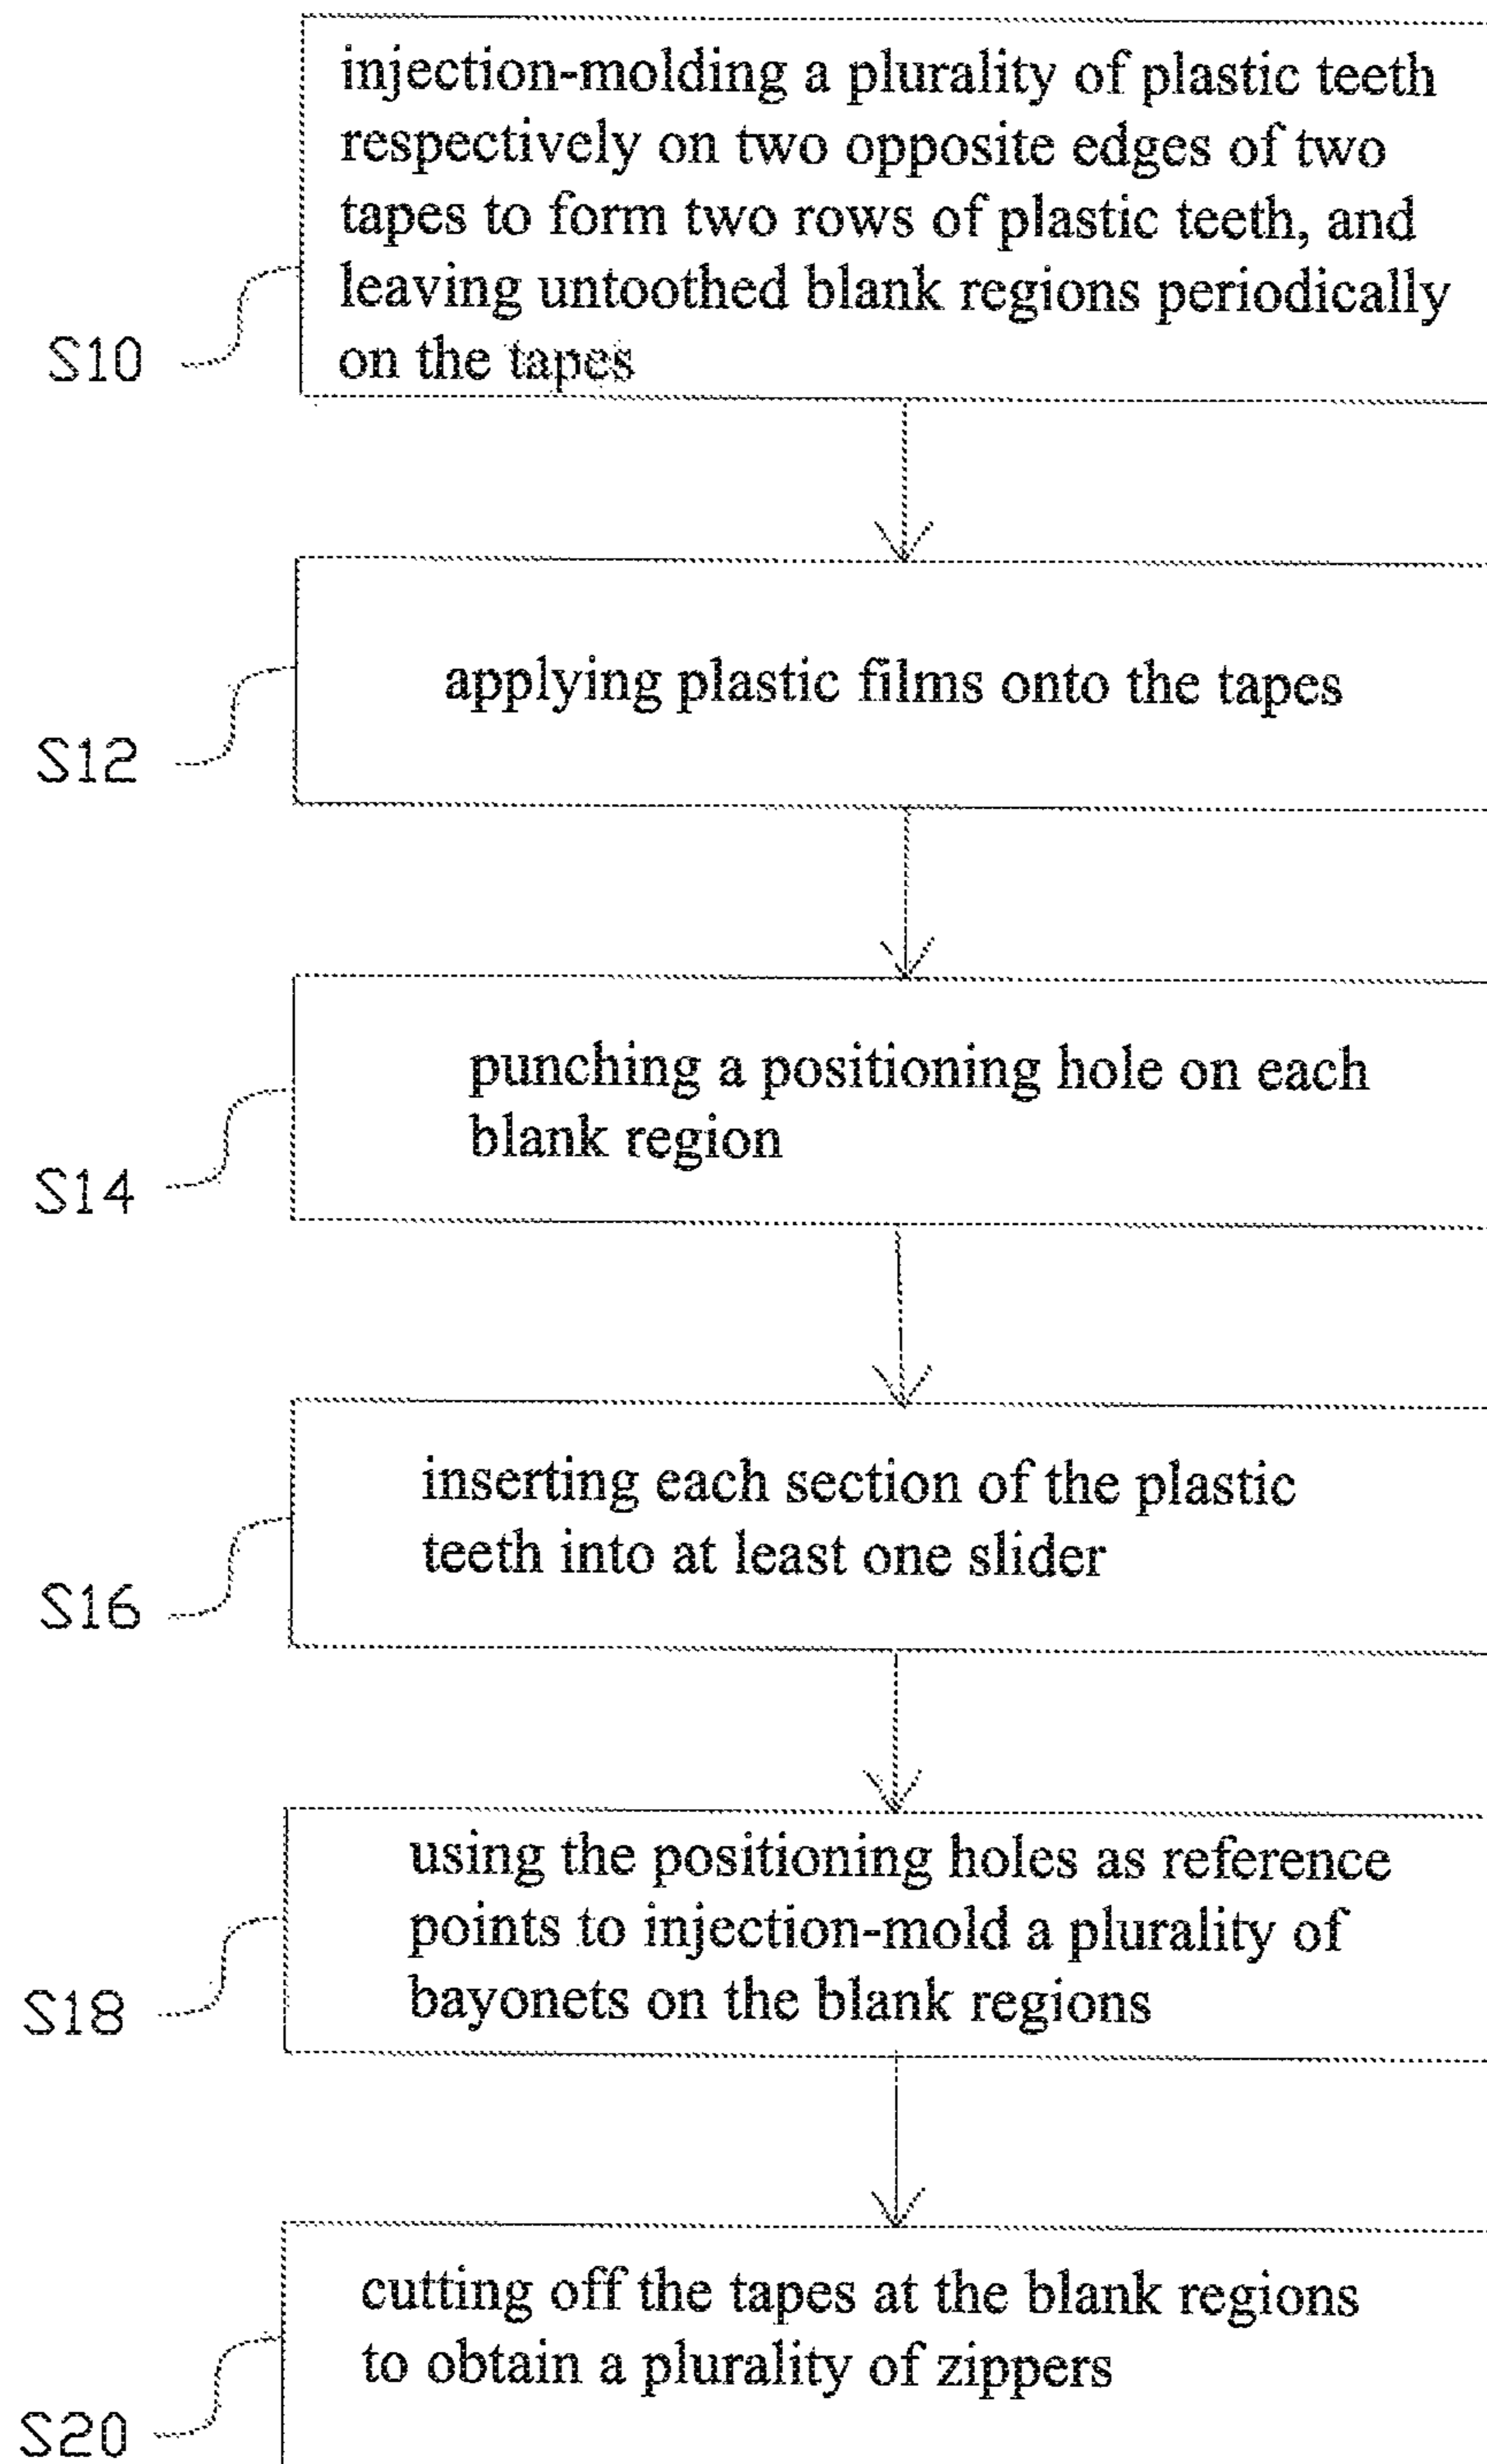 injection-molding a plurality of plastic teeth
respectively on two opposite edges of two
tapes to form two rows of plastic teeth, and
leaving untoothed blank regions periodically
on the tapes
S10
applying plastic films onto the tapes
S12
punching a positioning hole on each
blank region
S14
inserting each section of the plastic
teeth into at least one slider
S16
using the positioning holes as reference
points to injection-mold a plurality of
bayonets on the blank regions
S18
cutting off the tapes at the blank regions
to obtain a plurality of zippers
S20